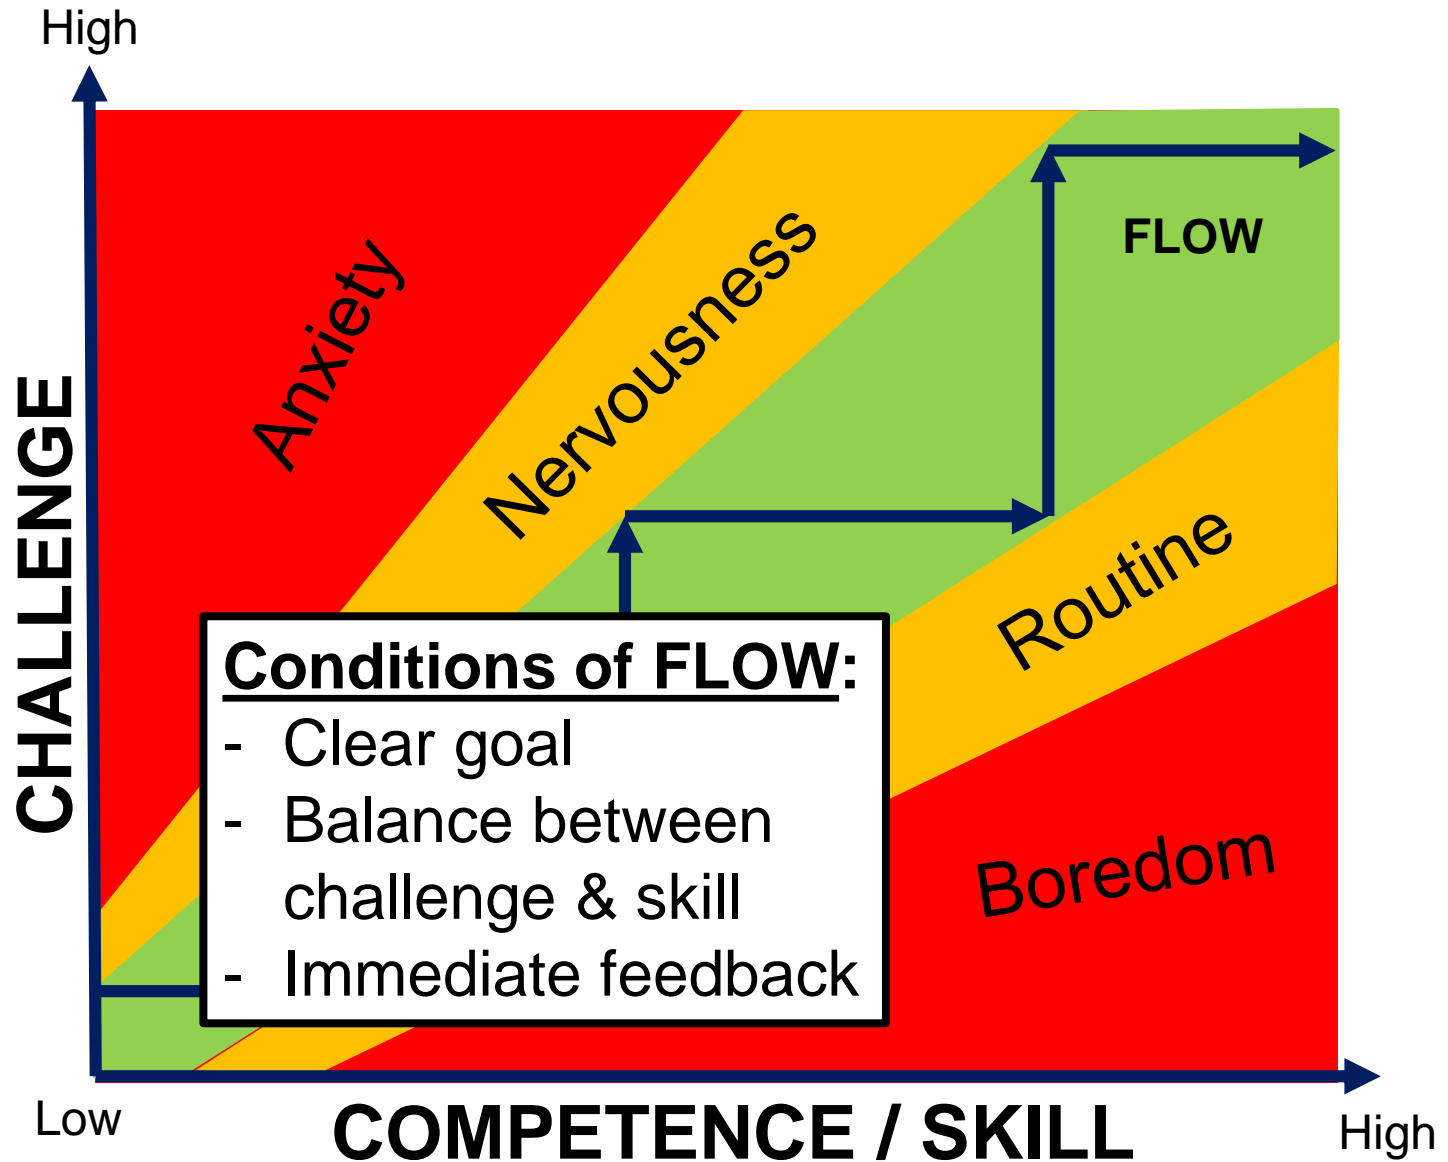 High
FLOW
Nervousness
Anxiety
CHALLENGE
Routine
Conditions of FLOW:
- Clear goal
- Balance between
challenge & skill
- Immediate feedback
Boredom
Low
COMPETENCE / SKILL
High